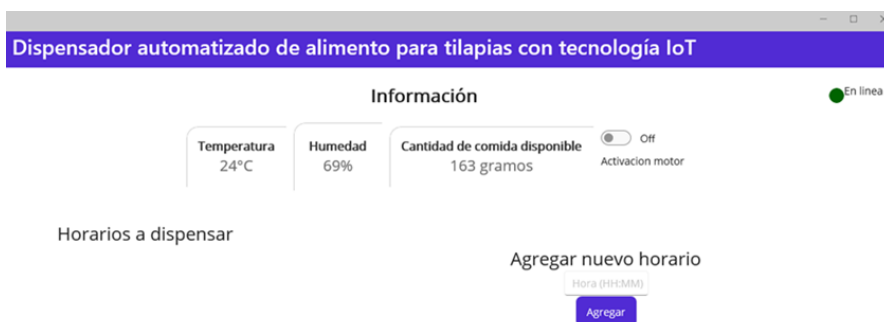 Dispensador automatizado de alimento para tilapias con tecnología IoT
Información
En linea
Temperatura
24°C
Humedad
69%
Cantidad de comida disponible
163 gramos
Off
Activacion motor
Horarios a dispensar
Agregar nuevo horario
Hora (HH:MM)
Agregar